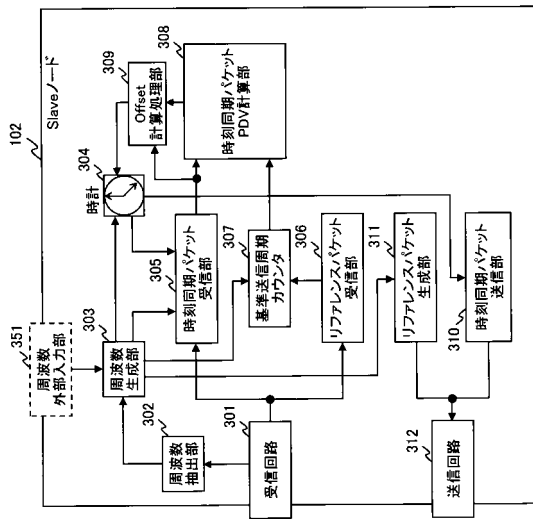 102
Slaveノード
351
周波数
外部入力部
303
周波数
生成部
302
周波数
抽出部
301
受信回路
304
時計
305
時刻同期パケット
受信部
307
基準送信周期
カウンタ
306
リファレンスパケット
受信部
309
Offset
計算処理部
308
時刻同期パケット
PDV計算部
311
リファレンスパケット
生成部
310
時刻同期パケット
送信部
312
送信回路